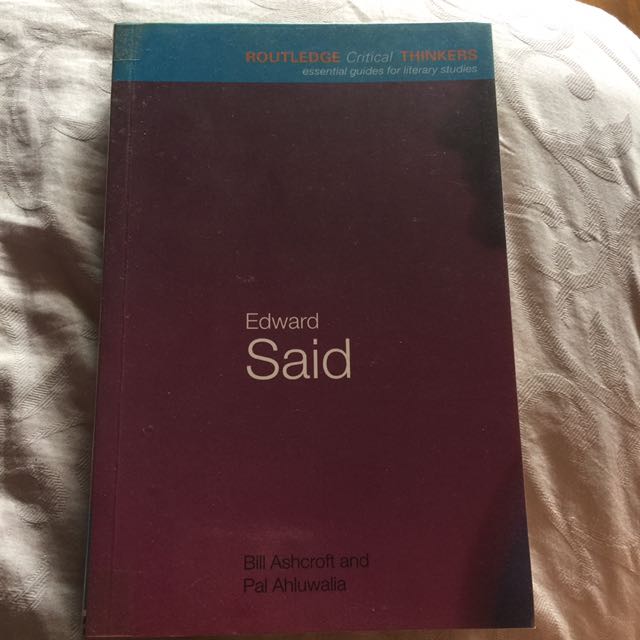 ROUTLEDGE Critical THINKERS
essential guides for literary studies
Edward
Said
Bill Ashcroft and
Pal Ahluwalia